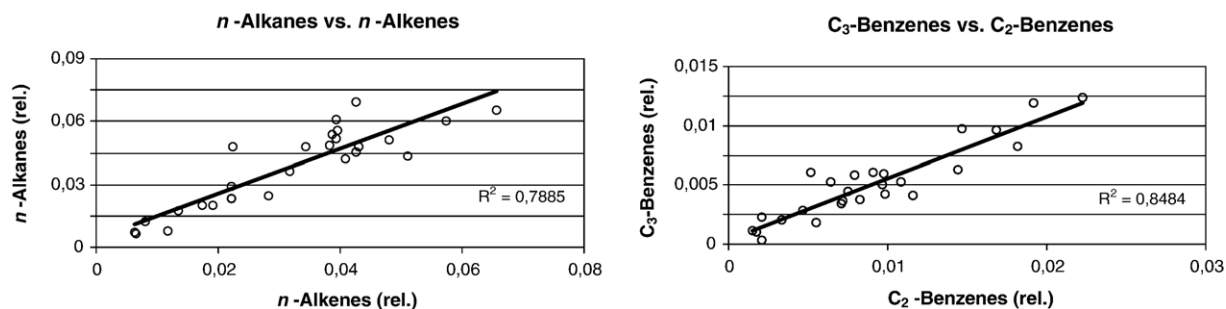 n-Alkanes vs. n-Alkenes
n-Alkanes (rel.)
0,09
0,06
0,03
0
R² = 0,7885
0
0,02
0,04
0,06
0,08
n-Alkenes (rel.)
C₃-Benzenes vs. C₂-Benzenes
C₃-Benzenes (rel.)
0,015
0,01
0,005
0
R² = 0,8484
0
0,01
0,02
0,03
C₂-Benzenes (rel.)